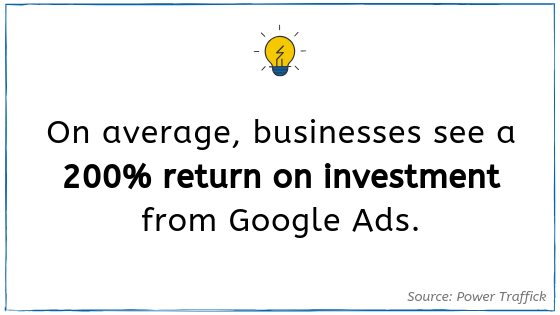 On average, businesses see a
200% return on investment
from Google Ads.
Source: Power Traffick